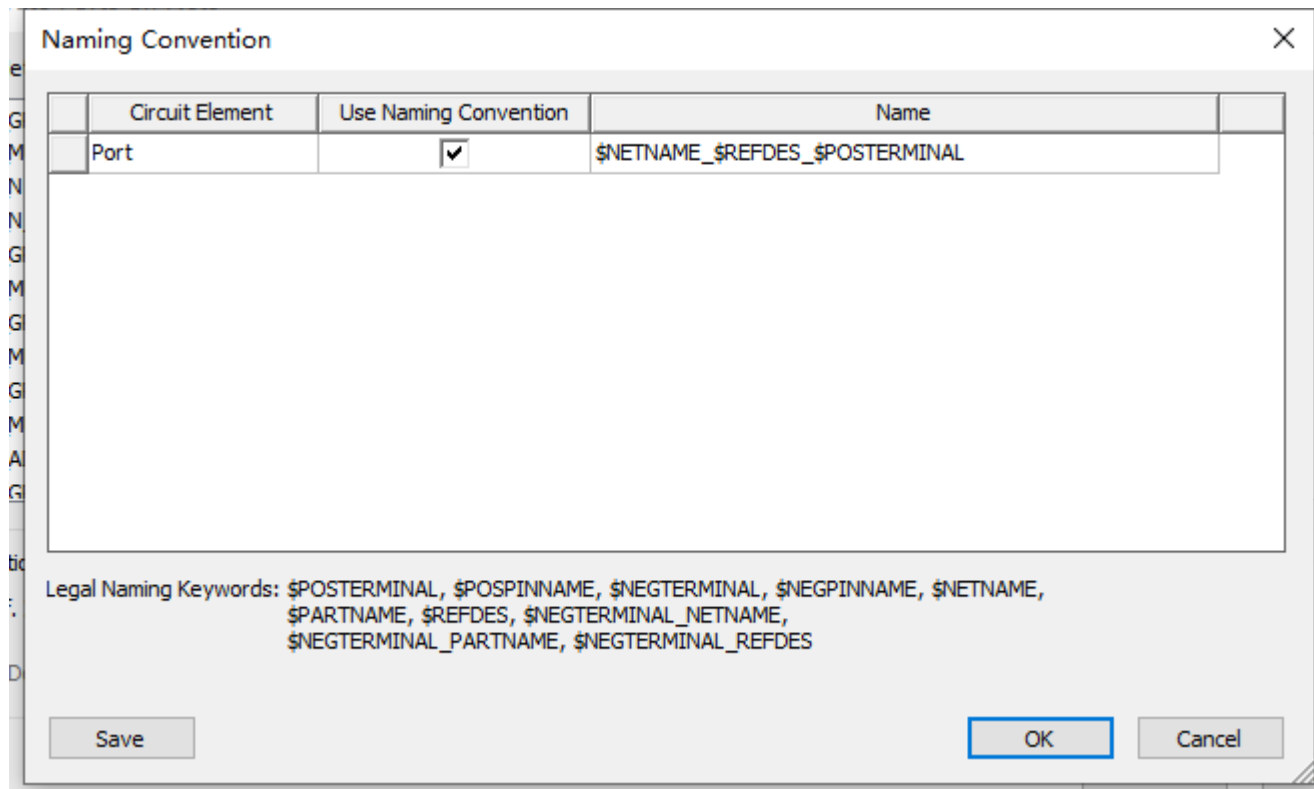 Naming Convention
Circuit Element Use Naming Convention Name
Port $NETNAME_$REFDES_$POSTERMINAL
Legal Naming Keywords: $POSTERMINAL, $POSPINNAME, $NEGTERMINAL, $NEGPINNAME, $NETNAME,
$PARTNAME, $REFDES, $NEGTERMINAL_NETNAME,
$NEGTERMINAL_PARTNAME, $NEGTERMINAL_REFDES
Save OK Cancel